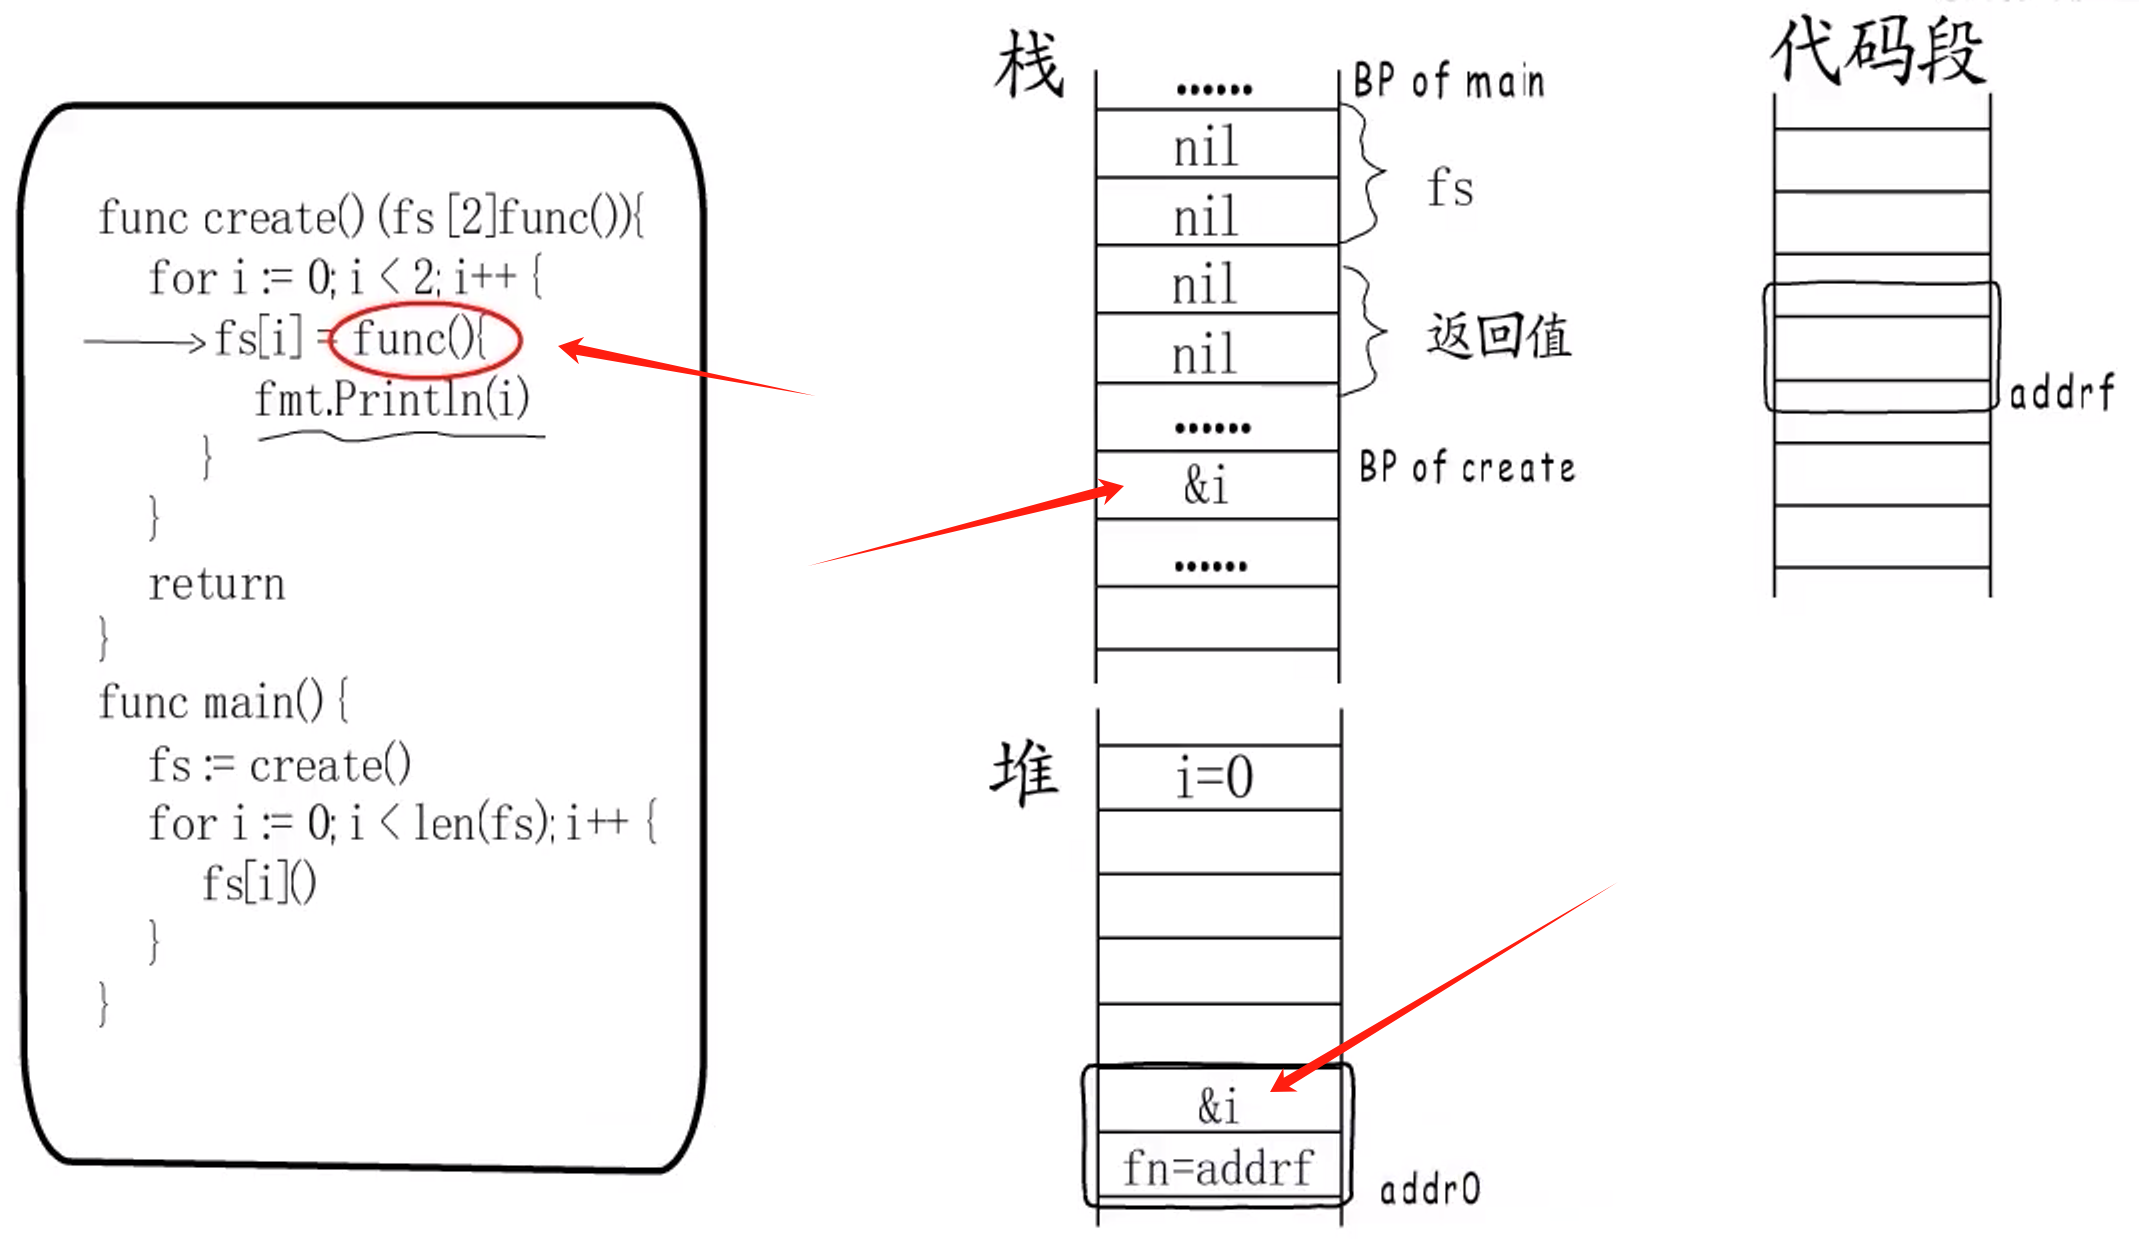 func create() (fs [2]func()){
for i := 0; i < 2; i++ {
fs[i] = func(){
fmt.Println(i)
}
}
return
}
func main() {
fs := create()
for i := 0; i < len(fs); i++ {
fs[i]()
}
}
栈
......
BP of main
nil
nil
fs
nil
nil
返回值
......
BP of create
&i
......
堆
i=0
&i
fn=addrf
addr0
代码段
addrf